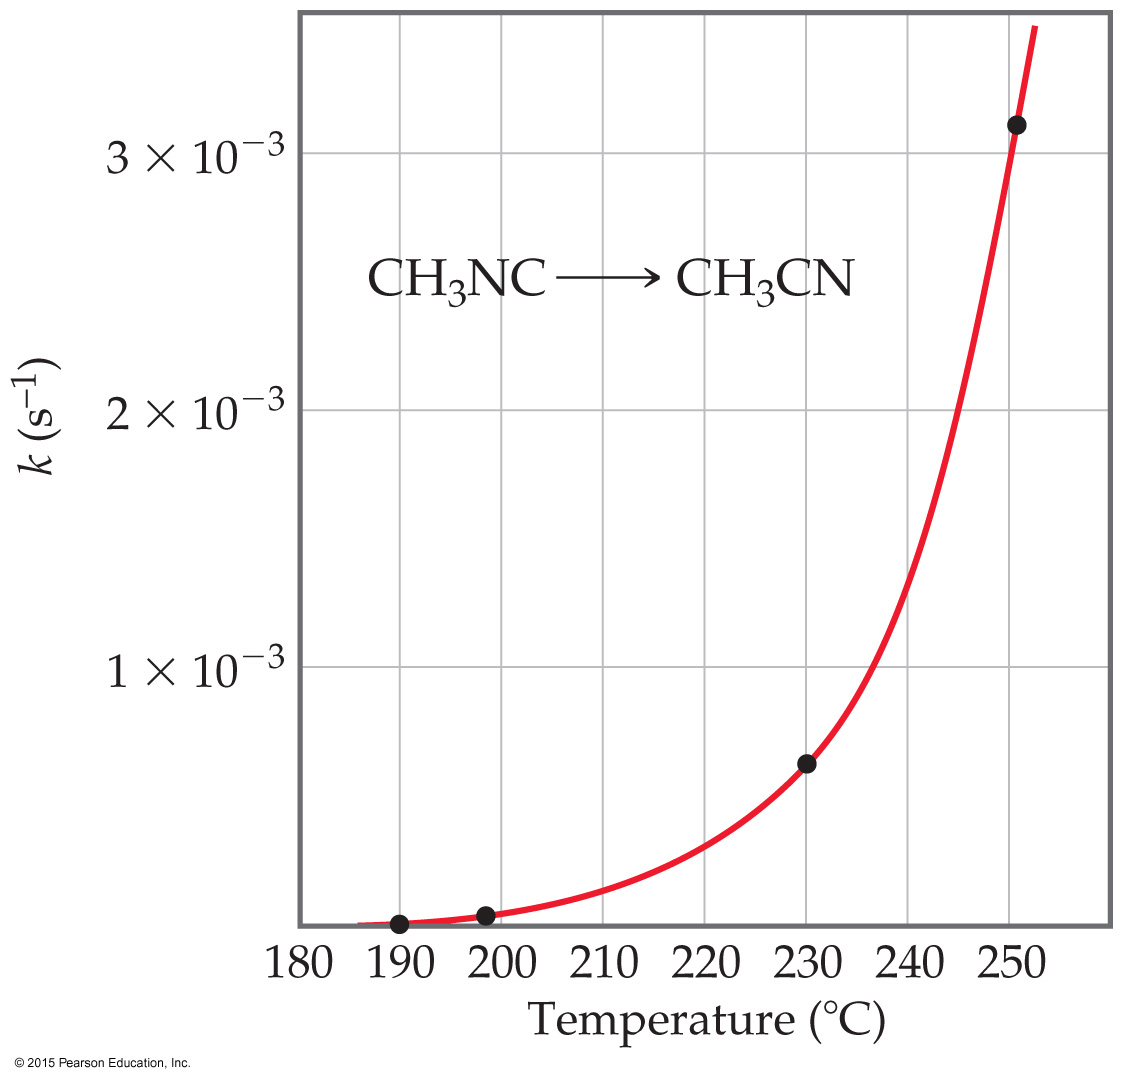 3 × 10⁻³
CH₃NC ⟶ CH₃CN
k (s⁻¹)
2 × 10⁻³
1 × 10⁻³
180 190 200 210 220 230 240 250
Temperature (°C)
© 2015 Pearson Education, Inc.